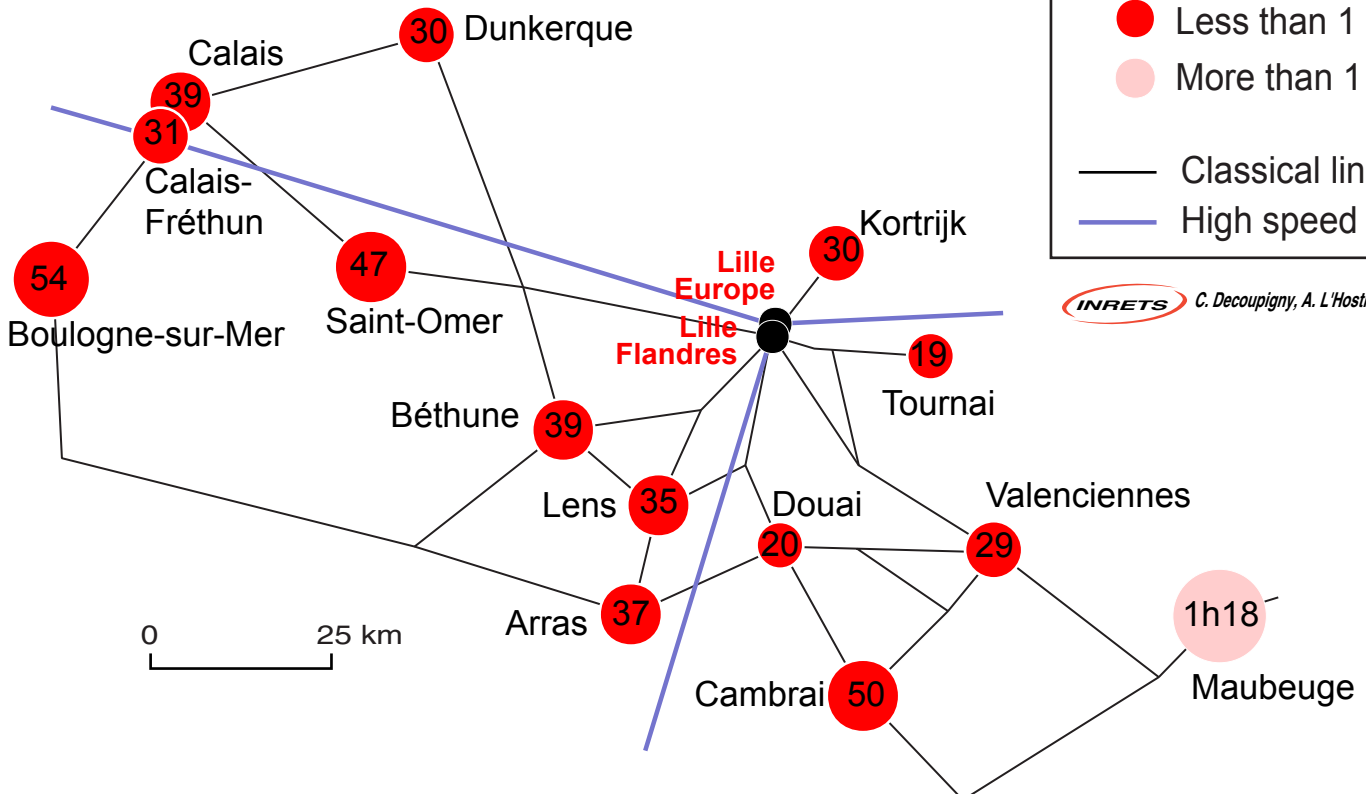 30
Dunkerque
Less than 1
Calais
39
More than 1
31
Calais-
Fréthun
Classical lin
High speed
Kortrijk
30
54
47
Lille
Europe
Boulogne-sur-Mer
Saint-Omer
INRETS
C. Decoupigny, A. L'Hosti
Lille
Flandres
19
Tournai
Béthune
39
Lens
35
Douai
20
Valenciennes
29
Arras
37
1h18
Maubeuge
0
25 km
Cambrai
50